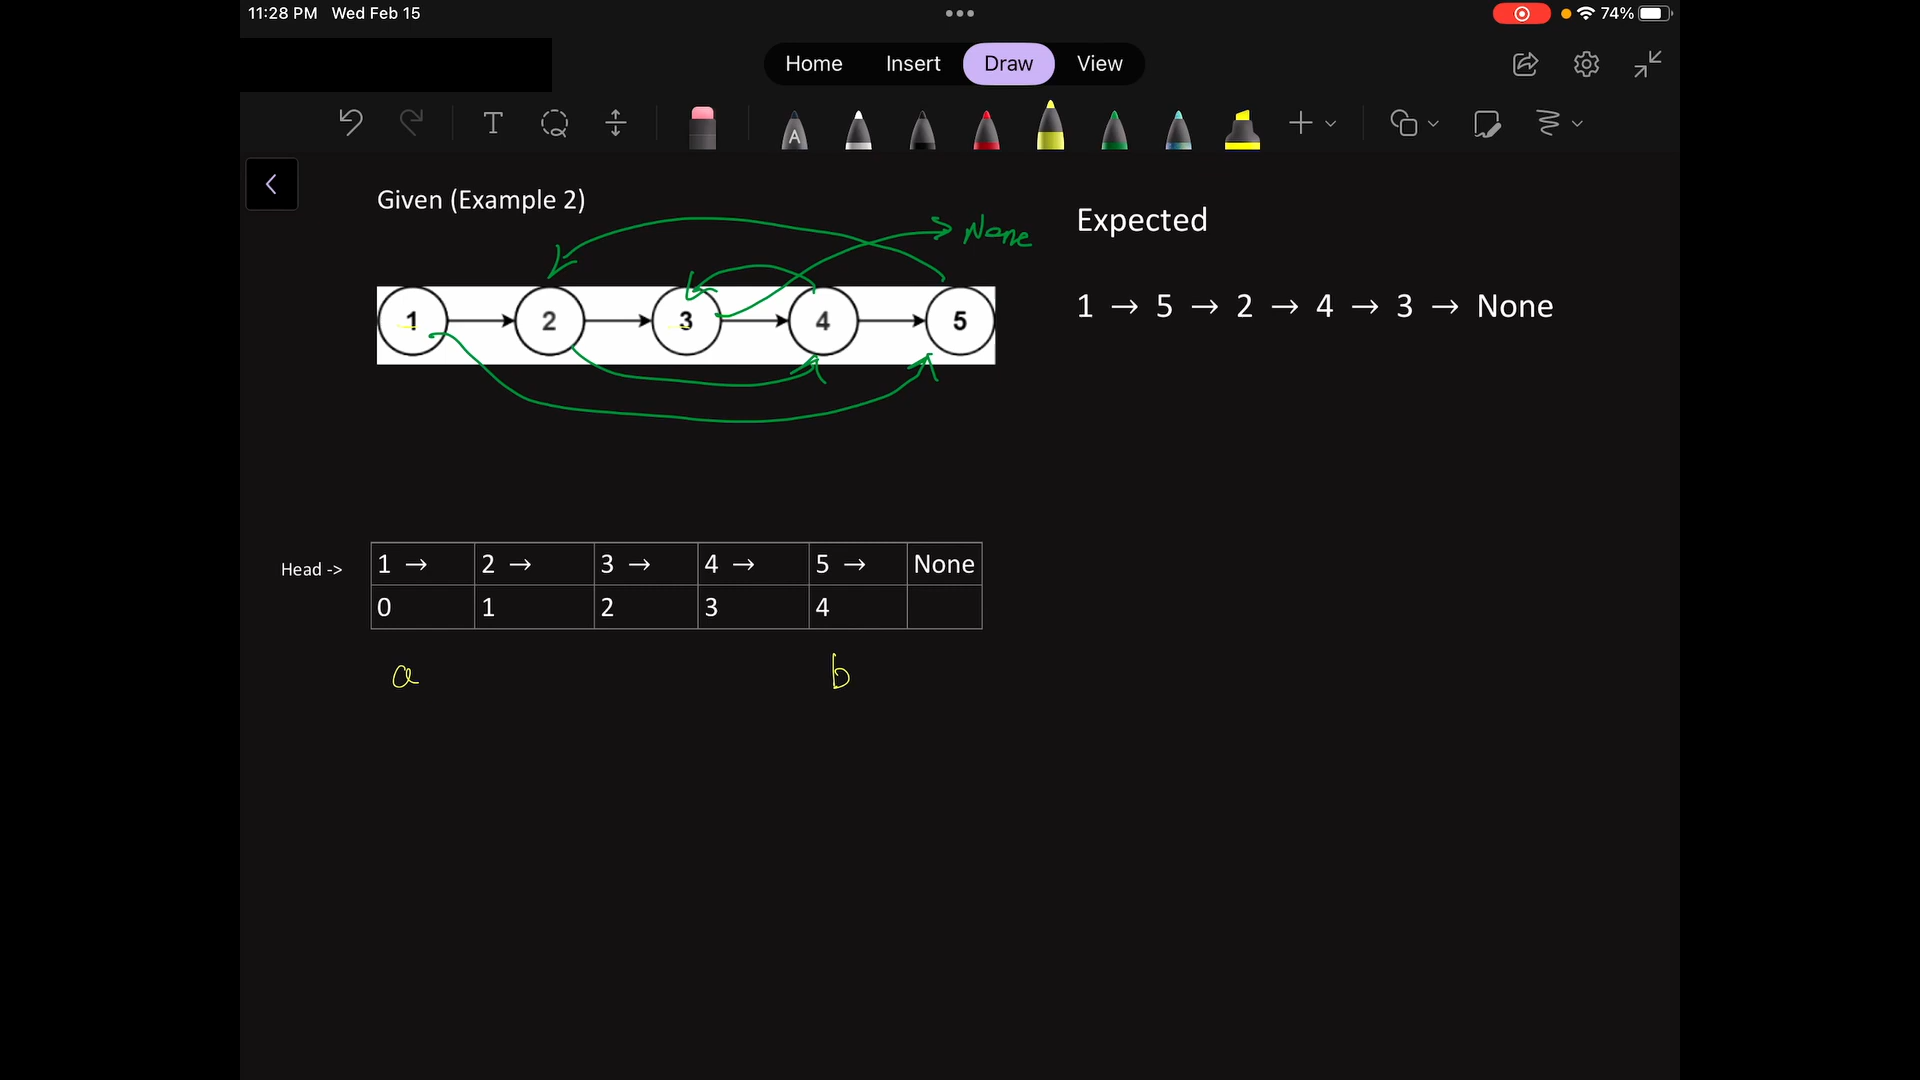 11:28 PM Wed Feb 15
74%
Home Insert Draw View
T
A
Given (Example 2)
None
Expected
1 2 3 4 5
1 → 5 → 2 → 4 → 3 → None
Head -> 1 → 2 → 3 → 4 → 5 → None
0 1 2 3 4
a b